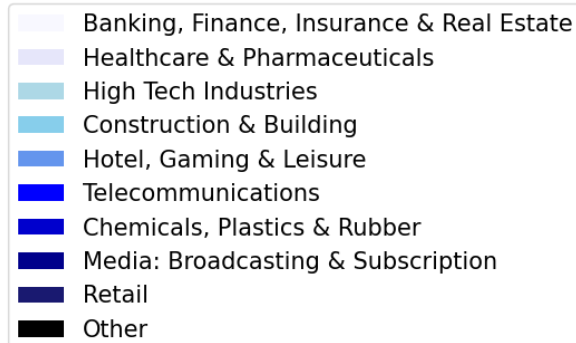 Banking, Finance, Insurance & Real Estate
Healthcare & Pharmaceuticals
High Tech Industries
Construction & Building
Hotel, Gaming & Leisure
Telecommunications
Chemicals, Plastics & Rubber
Media: Broadcasting & Subscription
Retail
Other